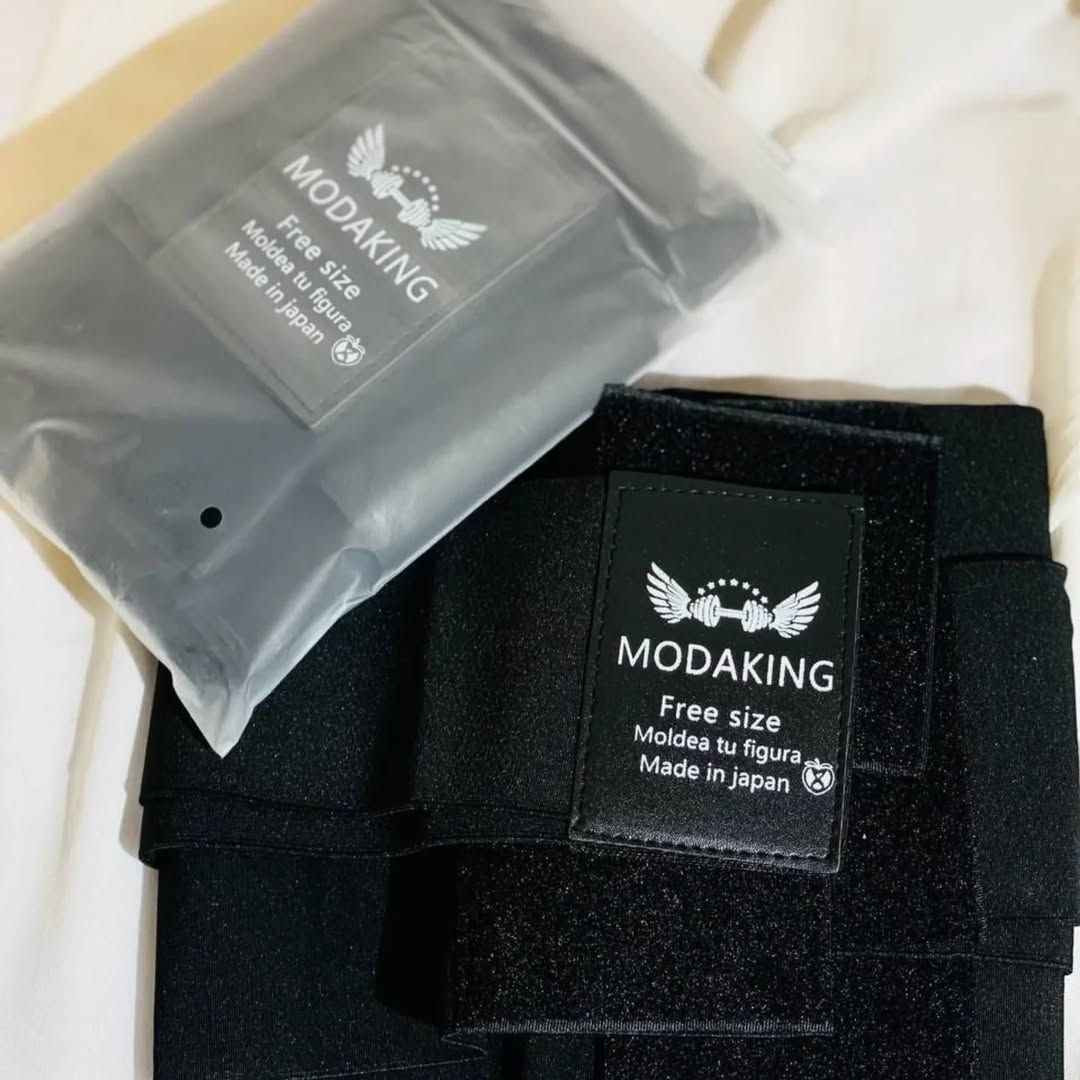 MODAKING
Free size
Moldea tu figura
Made in japan
MODAKING
Free size
Moldea tu figura
Made in japan